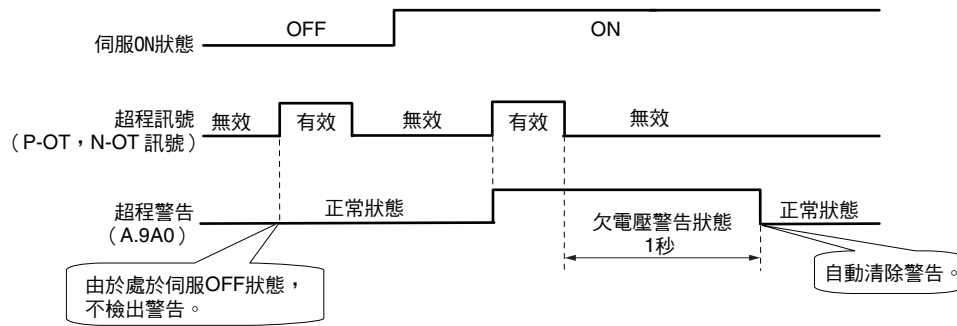 伺服ON狀態
OFF
ON
超程訊號
（P-OT，N-OT 訊號）
無效
有效
無效
有效
無效
超程警告
（A.9A0）
正常狀態
欠電壓警告狀態
1秒
正常狀態
由於處於伺服OFF狀態，
不檢出警告。
自動清除警告。